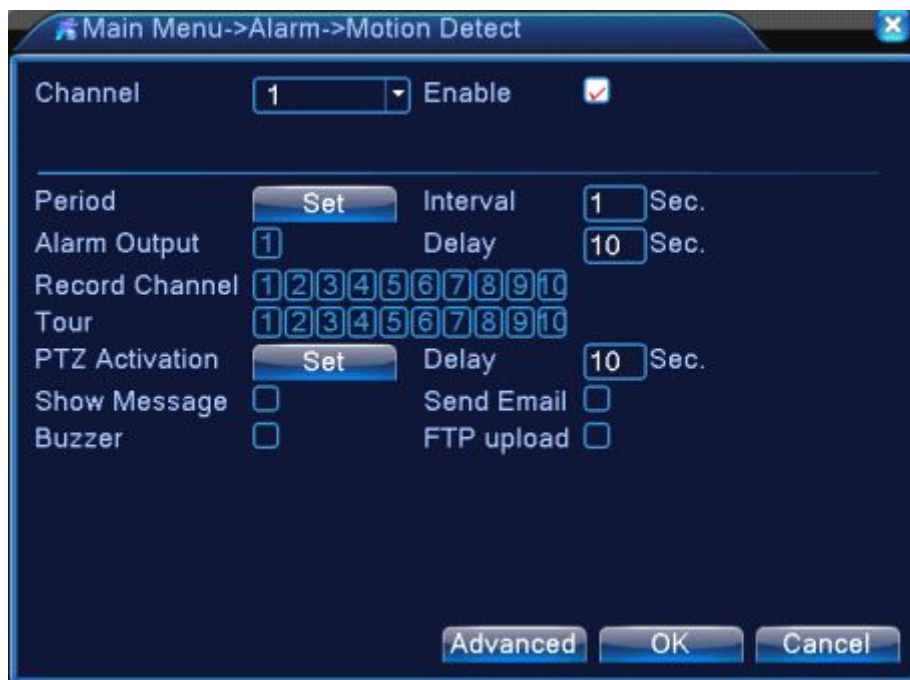 Main Menu->Alarm->Motion Detect
Channel 1 Enable
Period Set Interval 1 Sec.
Alarm Output 1 Delay 10 Sec.
Record Channel 1 2 3 4 5 6 7 8 9 10
Tour 1 2 3 4 5 6 7 8 9 10
PTZ Activation Set Delay 10 Sec.
Show Message Send Email
Buzzer FTP upload
Advanced OK Cancel